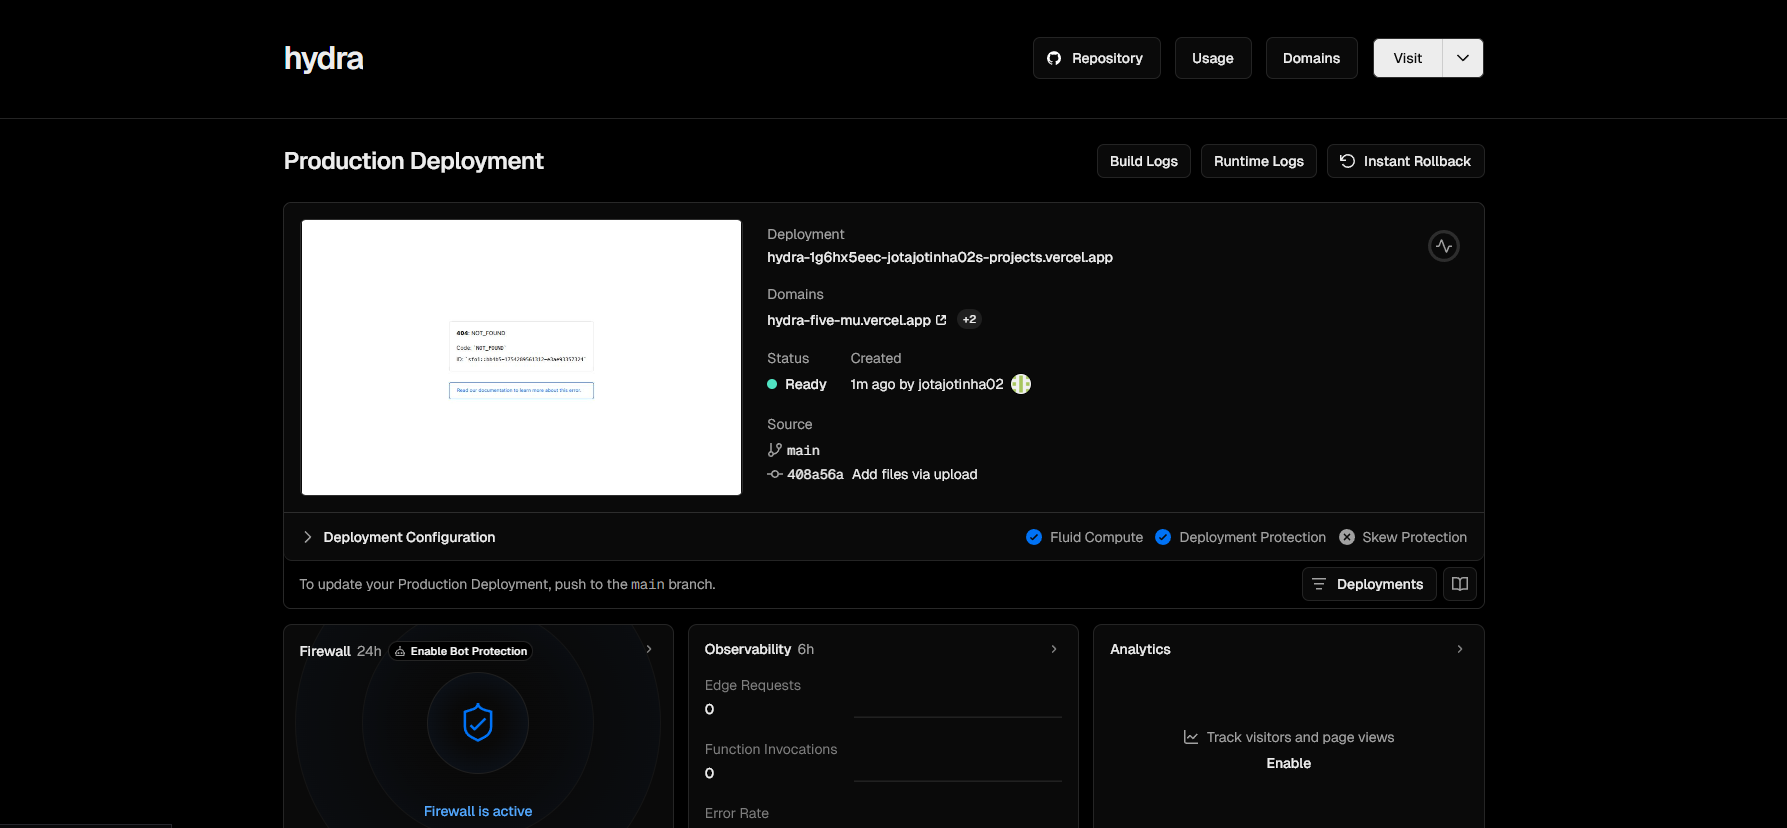 hydra
Repository
Usage
Domains
Visit
Production Deployment
Build Logs
Runtime Logs
Instant Rollback
404: NOT_FOUND
Code: `NOT_FOUND`
Read our documentation to learn more about this error.
Deployment
hydra-1g6hx5eec-jotajotinha02s-projects.vercel.app
Domains
hydra-five-mu.vercel.app +2
Status Created
Ready 1m ago by jotajotinha02
Source
main
408a56a Add files via upload
Deployment Configuration
Fluid Compute
Deployment Protection
Skew Protection
To update your Production Deployment, push to the main branch.
Deployments
Firewall 24h Enable Bot Protection
Firewall is active
Observability 6h
Edge Requests
0
Function Invocations
0
Error Rate
Analytics
Track visitors and page views
Enable